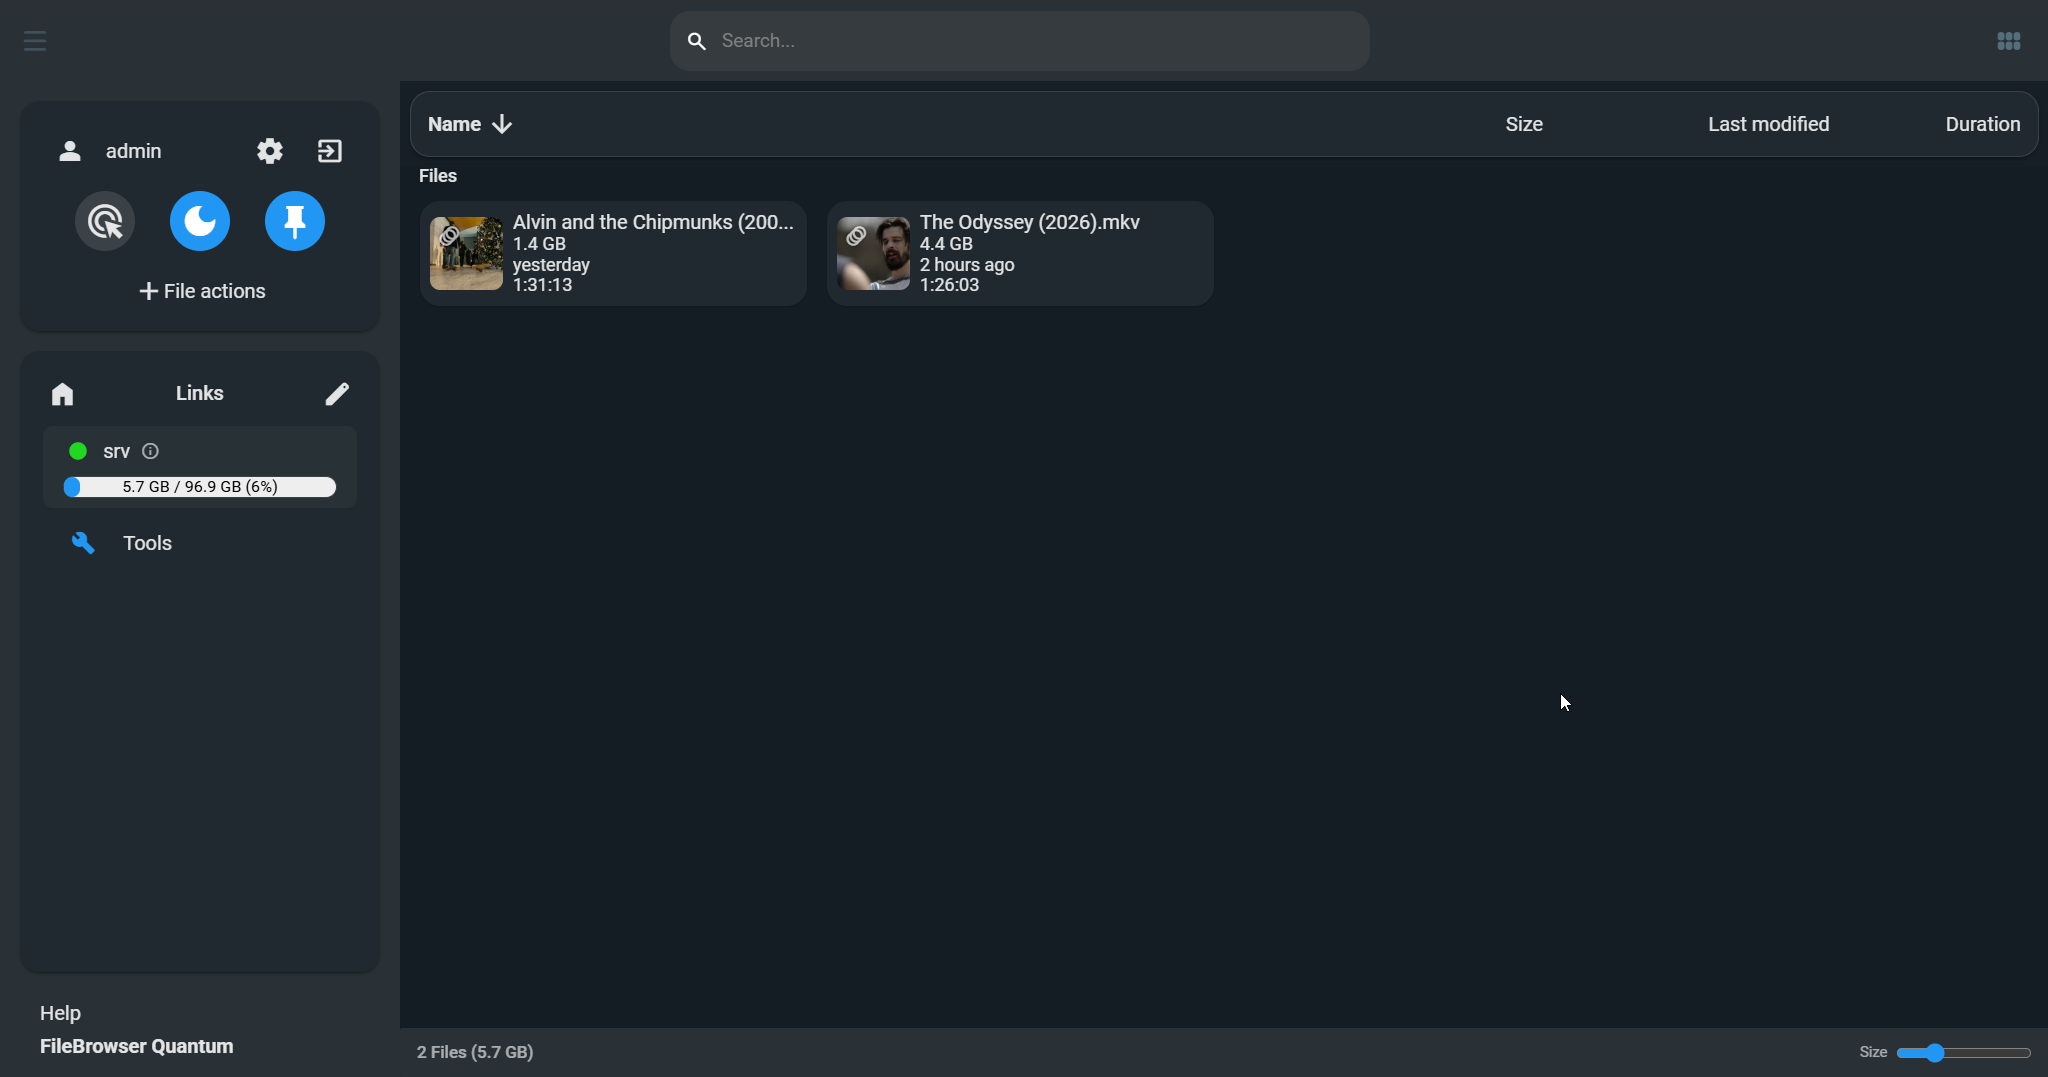 Search...
admin
File actions
Links
srv
5.7 GB / 96.9 GB (6%)
Tools
Help
FileBrowser Quantum
Name
Size
Last modified
Duration
Files
Alvin and the Chipmunks (200...
1.4 GB
yesterday
1:31:13
The Odyssey (2026).mkv
4.4 GB
2 hours ago
1:26:03
2 Files (5.7 GB)
Size